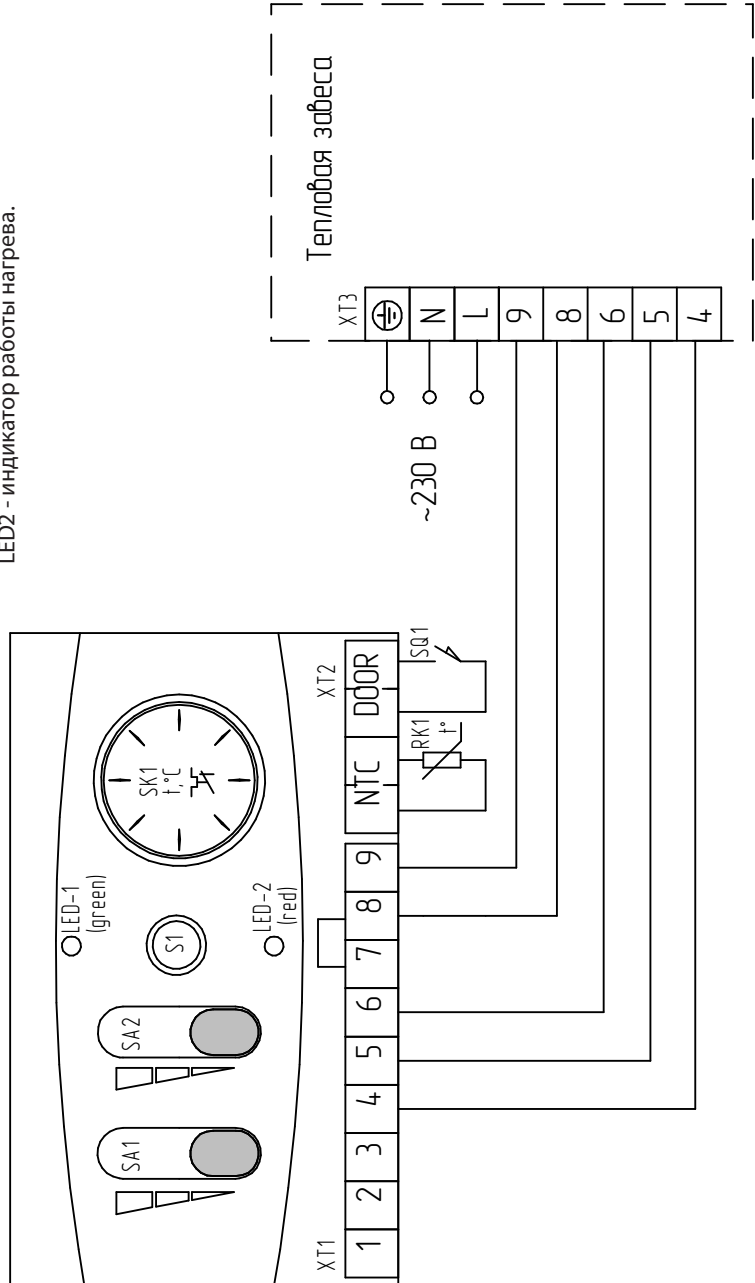 LED2 - индикатор работы нагрева.
Тепловая завеса
XT3
N
L
9
8
6
5
4
~230 В
SA1
SA2
LED-1
(green)
S1
LED-2
(red)
SK1
t,°C
XT1
1
2
3
4
5
6
7
8
9
XT2
NTC
DOOR
RK1
t°
SQ1